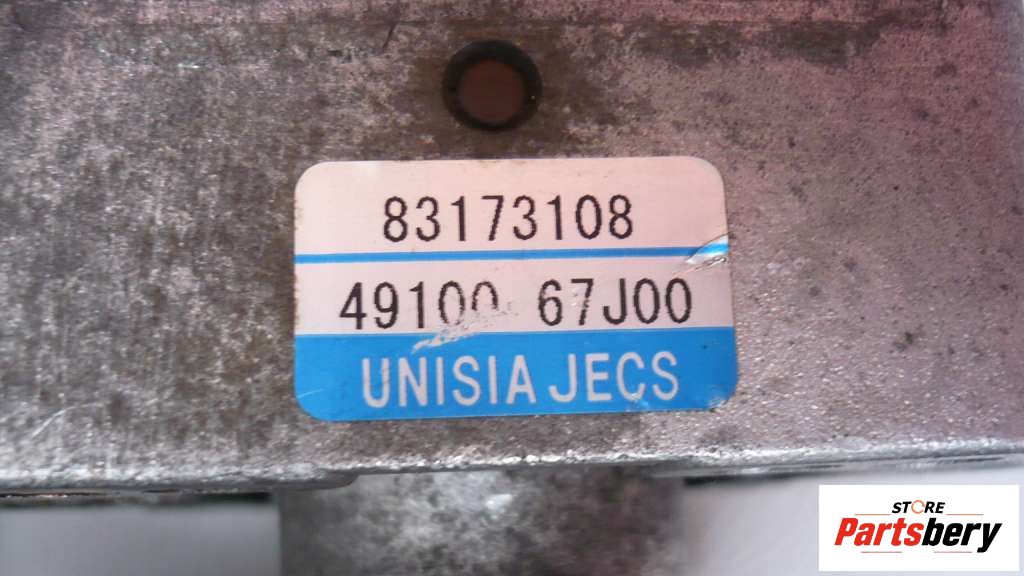 83173108
49100 67J00
UNISIA JECS
STORE
Partsbery